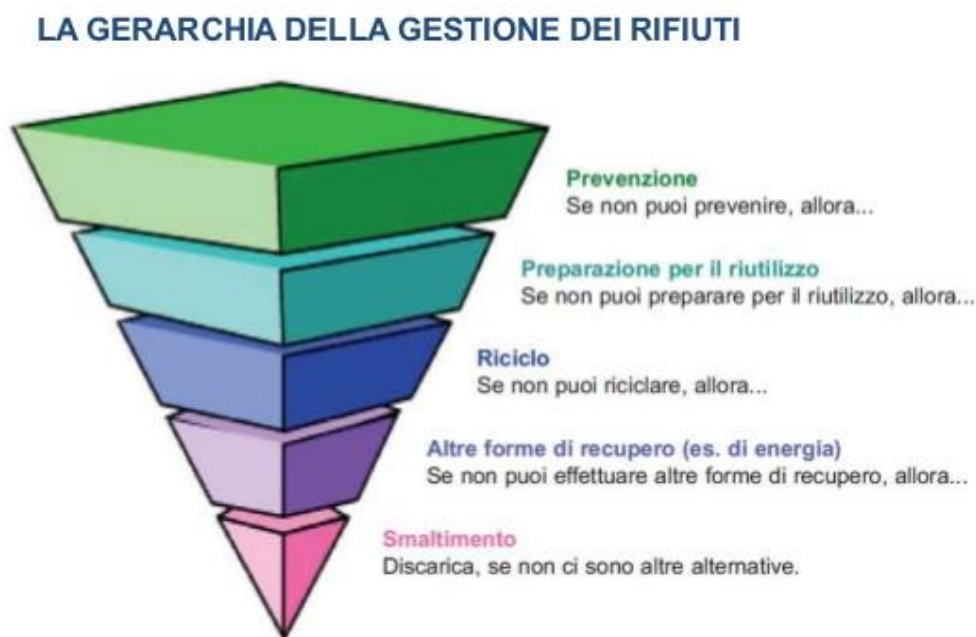 LA GERARCHIA DELLA GESTIONE DEI RIFIUTI
Prevenzione
Se non puoi prevenire, allora...
Preparazione per il riutilizzo
Se non puoi preparare per il riutilizzo, allora...
Riciclo
Se non puoi riciclare, allora...
Altre forme di recupero (es. di energia)
Se non puoi effettuare altre forme di recupero, allora...
Smaltimento
Discarica, se non ci sono altre alternative.